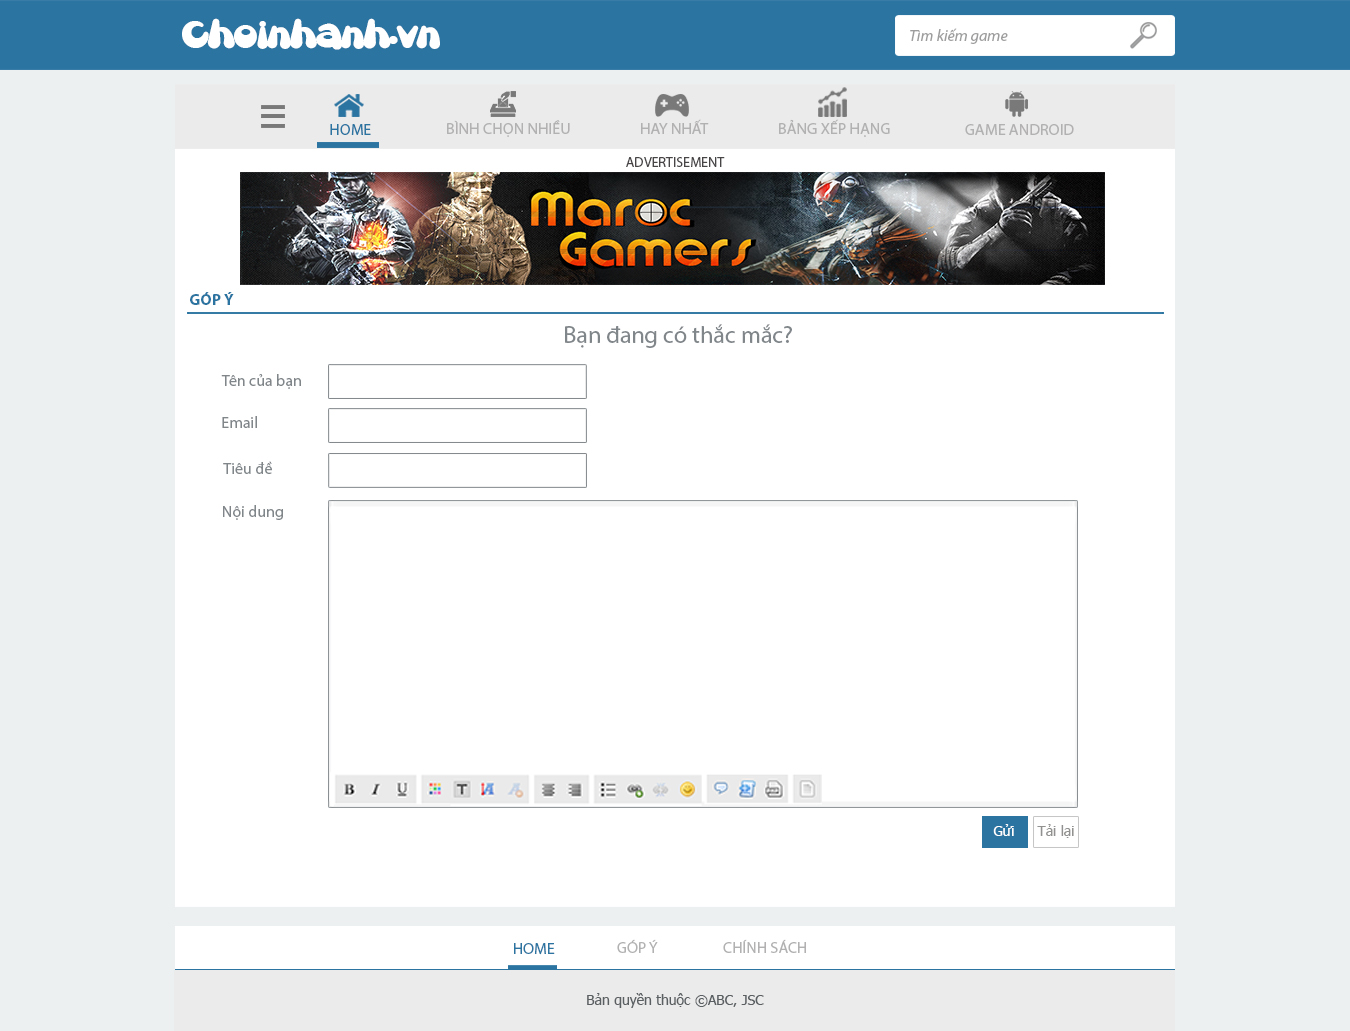 Choinhanh.vn
Tìm kiếm game
HOME
BÌNH CHỌN NHIỀU
HAY NHẤT
BẢNG XẾP HẠNG
GAME ANDROID
ADVERTISEMENT
Maroc
Gamers
GÓP Ý
Bạn đang có thắc mắc?
Tên của bạn
Email
Tiêu đề
Nội dung
B I U T A A
Gửi
Tải lại
HOME
GÓP Ý
CHÍNH SÁCH
Bản quyền thuộc ©ABC, JSC